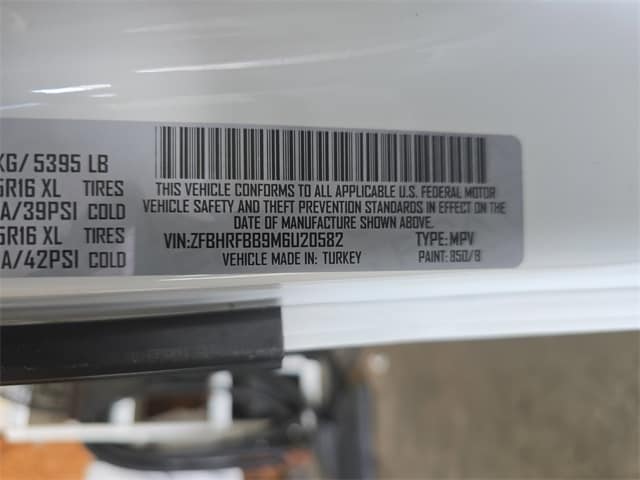 KG/ 5395 LB
5R16 XL TIRES
A/39PSI COLD
5R16 XL TIRES
A/42PSI COLD
THIS VEHICLE CONFORMS TO ALL APPLICABLE U.S. FEDERAL MOTOR
VEHICLE SAFETY AND THEFT PREVENTION STANDARDS IN EFFECT ON THE
DATE OF MANUFACTURE SHOWN ABOVE.
VIN:ZFBHRFBB9M6U20582 TYPE: MPV
VEHICLE MADE IN: TURKEY PAINT: 850/B